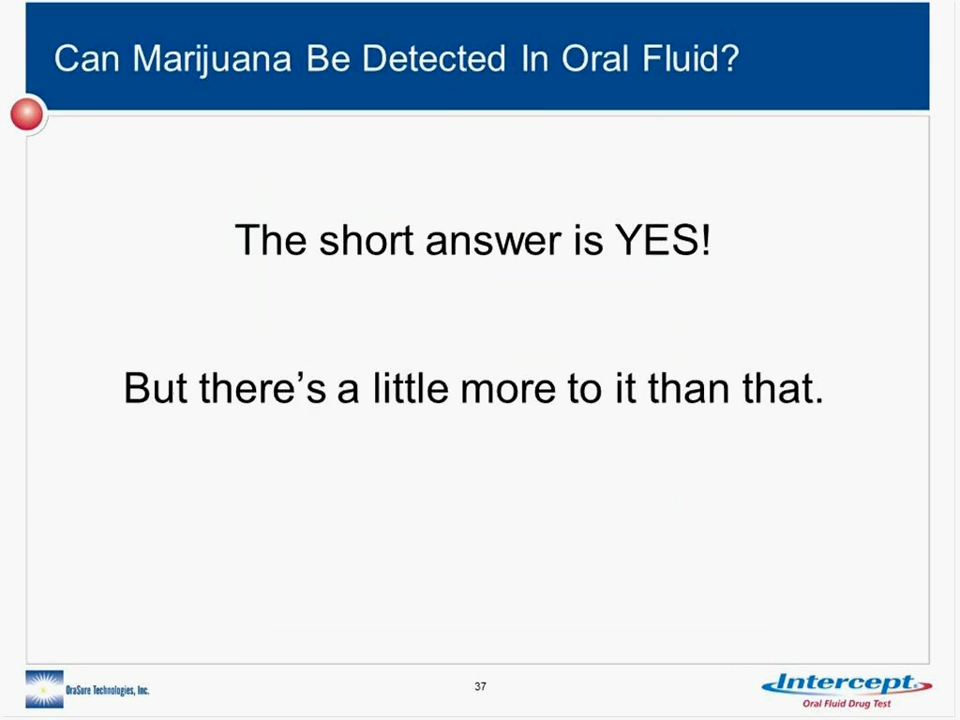 Can Marijuana Be Detected In Oral Fluid?
The short answer is YES!
But there’s a little more to it than that.
OraSure Technologies, Inc.
37
Intercept
Oral Fluid Drug Test